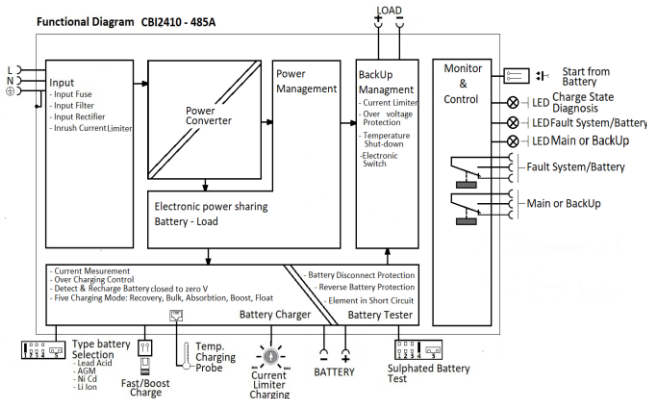 Functional Diagram CBI2410 - 485A
LOAD
+ -
L
N
Input
- Input Fuse
- Input Filter
- Input Rectifier
- Inrush Current Limiter
Power
Converter
Power
Management
BackUp
Managment
- Current Limiter
- Over voltage
Protection
- Temperature
Shut-down
-Electronic
Switch
Monitor
&
Control
Start from
Battery
LED Charge State
Diagnosis
LED Fault System/Battery
LED Main or BackUp
Fault System/Battery
Main or BackUp
Electronic power sharing
Battery - Load
- Current Mesurement
- Over Charging Control
- Detect & Recharge Battery closed to zero V
- Five Charging Mode: Recovery, Bulk, Absorbtion, Boost, Float
Battery Charger
- Battery Disconnect Protection
- Reverse Battery Protection
- Element in Short Circuit
Battery Tester
1 2 3 4
Type battery
Selection
- Lead Acid
- AGM
- Ni Cd
- Li Ion
Fast/Boost
Charge
Temp.
Charging
Probe
Current
Limiter
Charging
- +
BATTERY
Sulphated Battery
Test